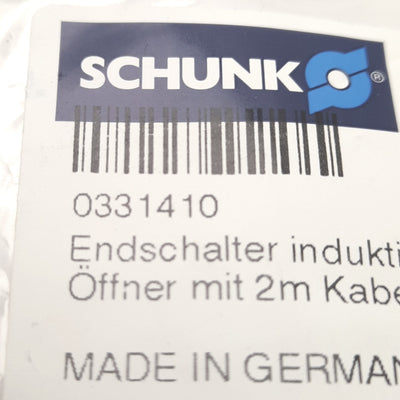 SCHUNK ®
0331410
Endschalter indukti
Öffner mit 2m Kabe
MADE IN GERMAN